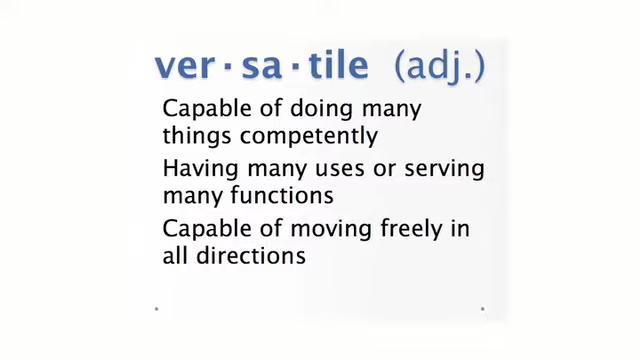 ver·sa·tile (adj.)
Capable of doing many
things competently
Having many uses or serving
many functions
Capable of moving freely in
all directions